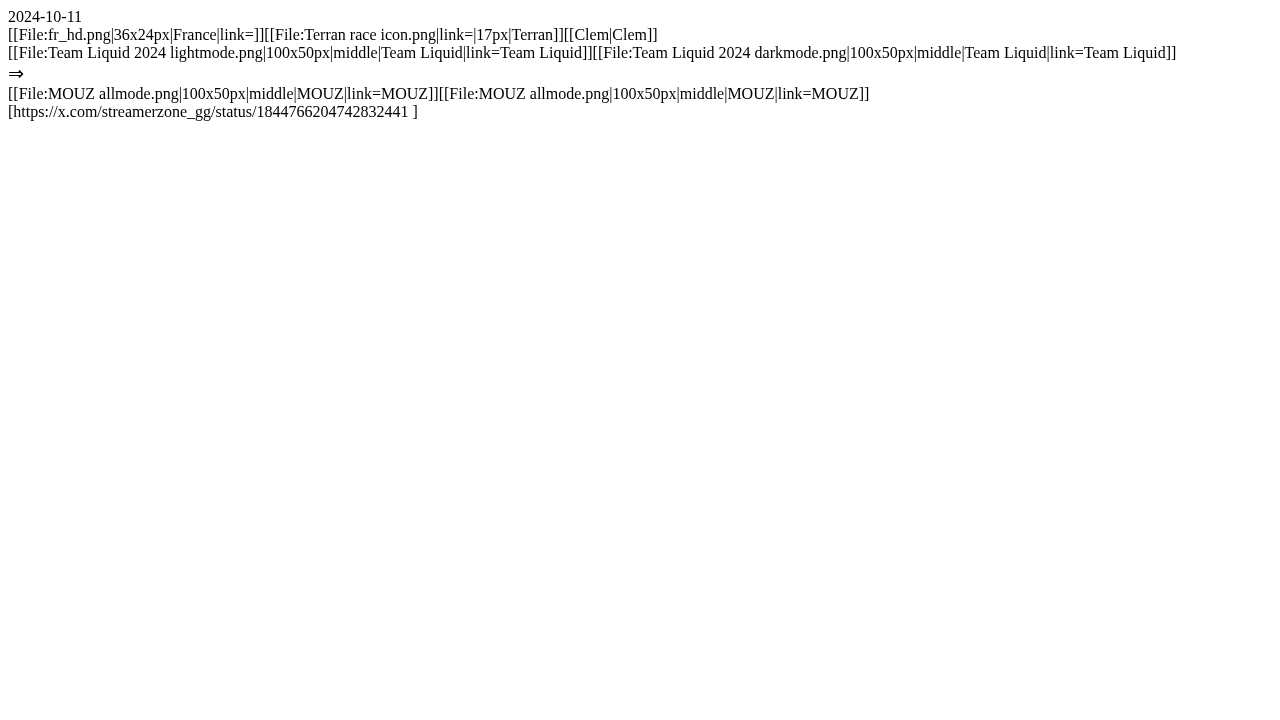 2024-10-11
[[File:fr_hd.png|36x24px|France|link=]][[File:Terran race icon.png|link=|17px|Terran]][[Clem|Clem]]
[[File:Team Liquid 2024 lightmode.png|100x50px|middle|Team Liquid|link=Team Liquid]][[File:Team Liquid 2024 darkmode.png|100x50px|middle|Team Liquid|link=Team Liquid]]
⇒
[[File:MOUZ allmode.png|100x50px|middle|MOUZ|link=MOUZ]][[File:MOUZ allmode.png|100x50px|middle|MOUZ|link=MOUZ]]
[https://x.com/streamerzone_gg/status/1844766204742832441 ]